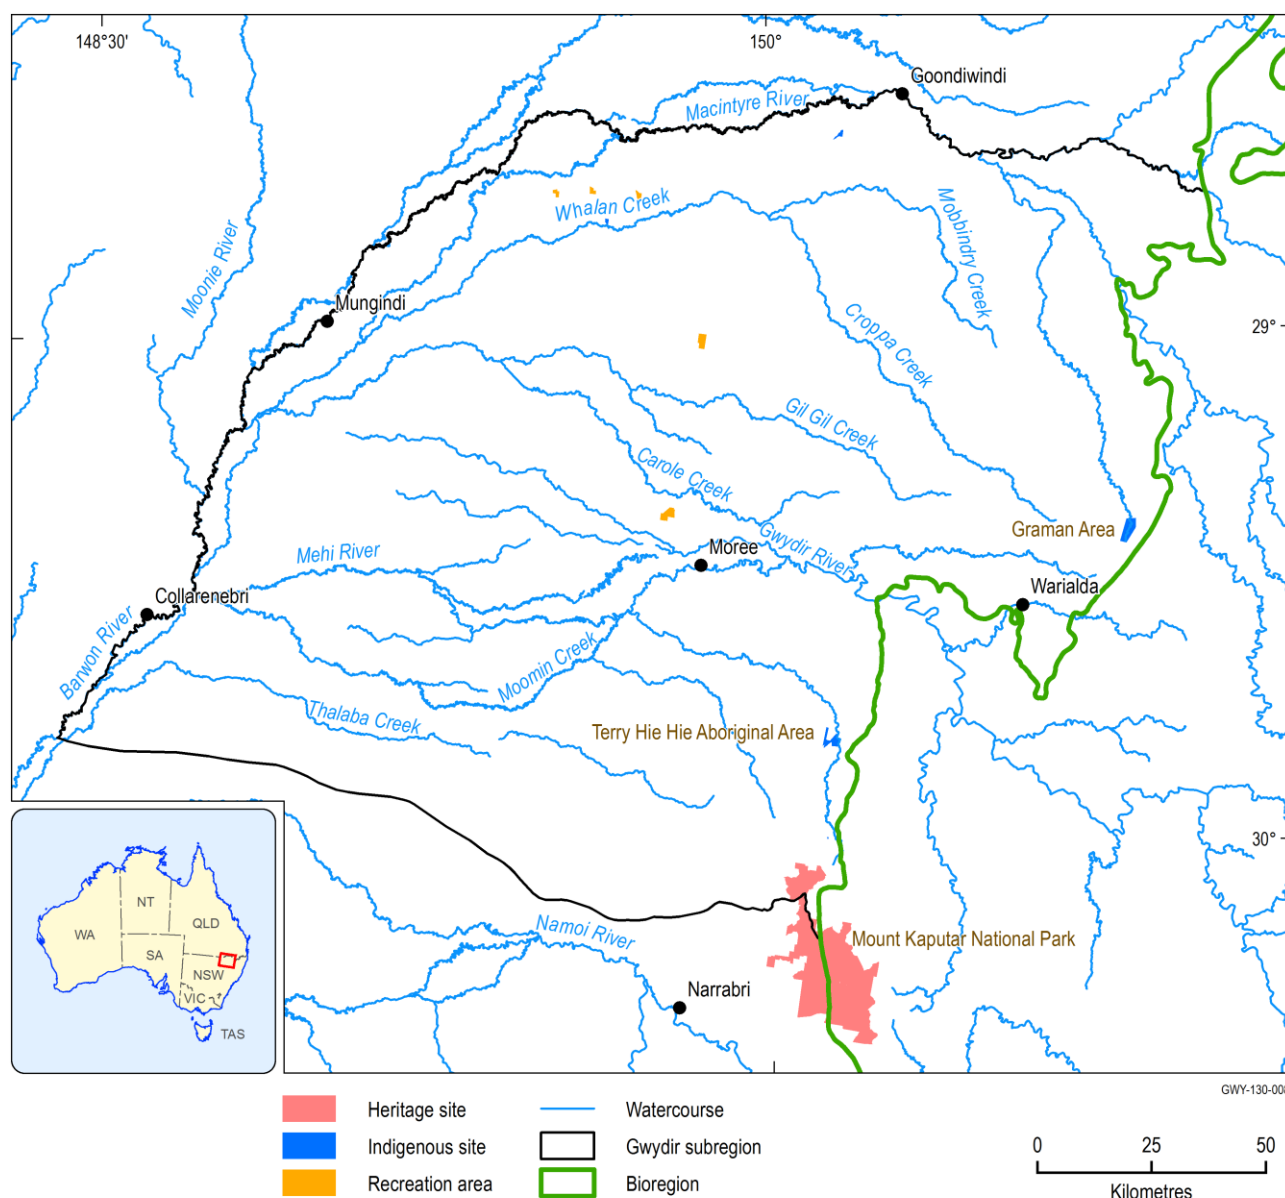 148°30'
150°
Goondiwindi
Macintyre River
Whalan Creek
Mobbindry Creek
Moonie River
Mungindi
29°
Croppa Creek
Gil Gil Creek
Carole Creek
Gwydir River
Graman Area
Mehi River
Moree
Warialda
Collarenebri
Barwon River
Moomin Creek
Thalaba Creek
Terry Hie Hie Aboriginal Area
30°
Namoi River
Mount Kaputar National Park
Narrabri
NT
QLD
WA
SA
NSW
VIC
TAS
GWY-130-008
Heritage site
Watercourse
Indigenous site
Gwydir subregion
Recreation area
Bioregion
0 25 50
Kilometres